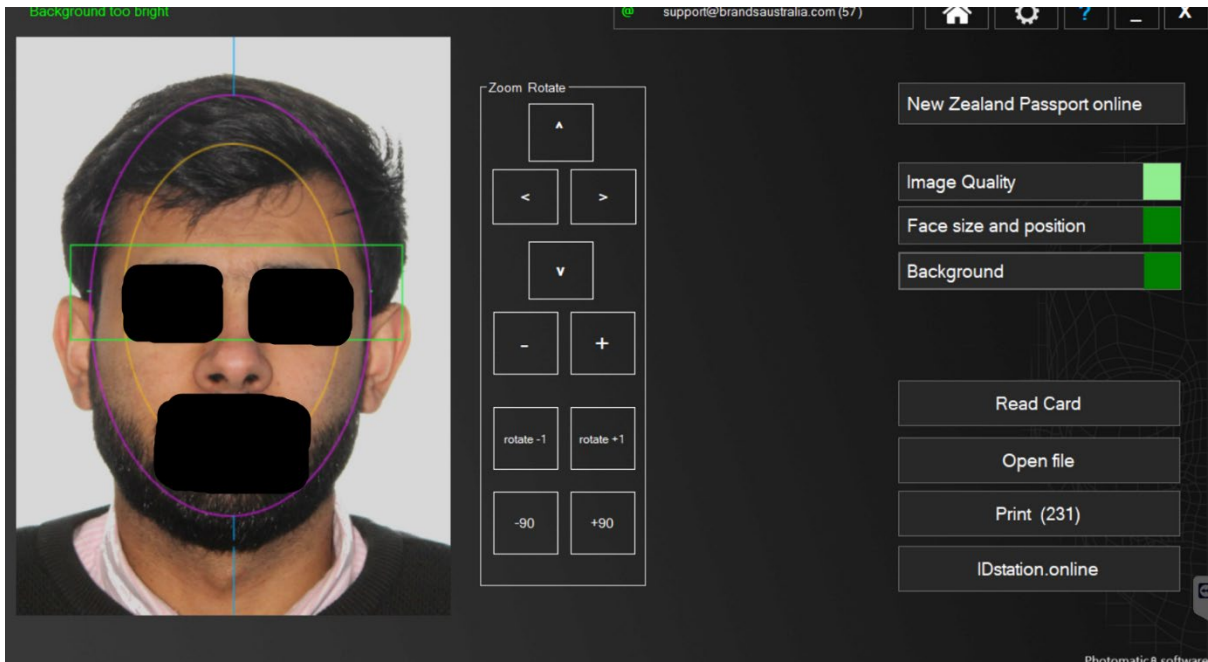 Background too bright
@ support@brandsaustralia.com (57)
? _ X
Zoom Rotate
^
< >
v
- +
rotate -1 rotate +1
-90 +90
New Zealand Passport online
Image Quality
Face size and position
Background
Read Card
Open file
Print (231)
IDstation.online
Photomatic® software